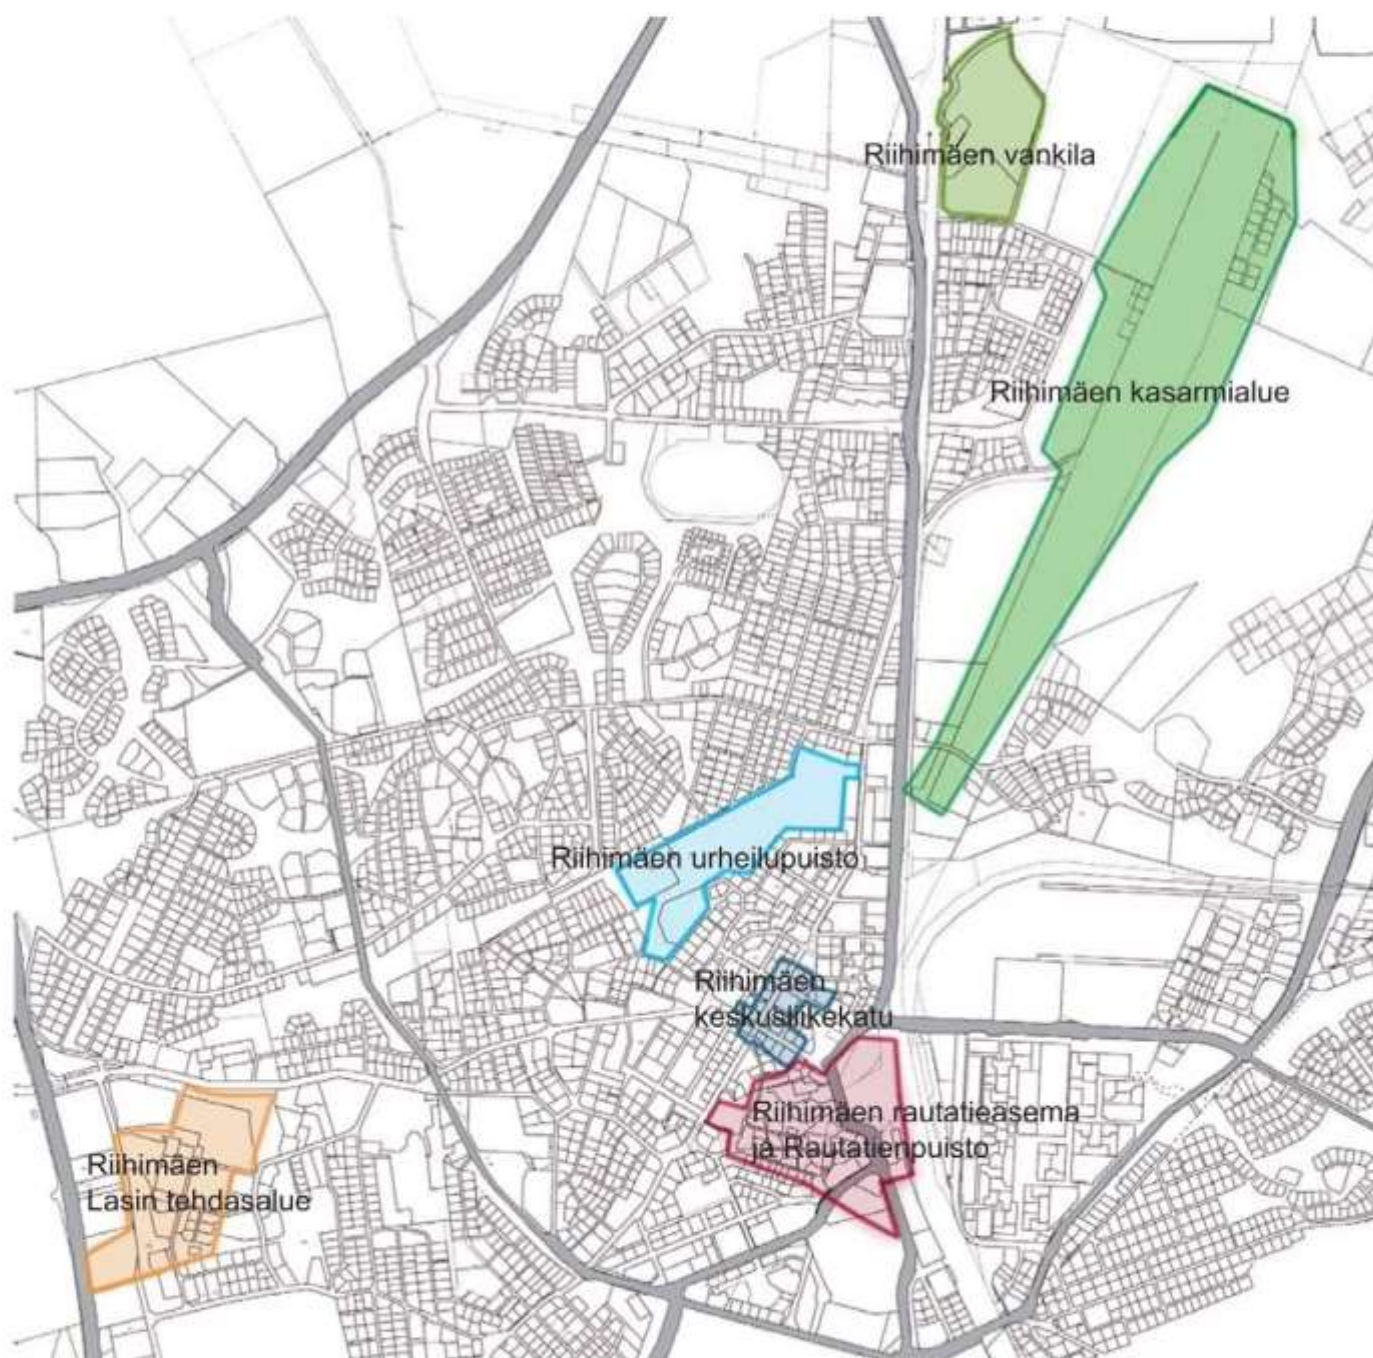 Riihimäen vankila
Riihimäen kasarmialue
Riihimäen urheilupuisto
Riihimäen
keskusliikekatu
Riihimäen rautatieasema
ja Rautatienpuisto
Riihimäen
Lasin tehdasalue